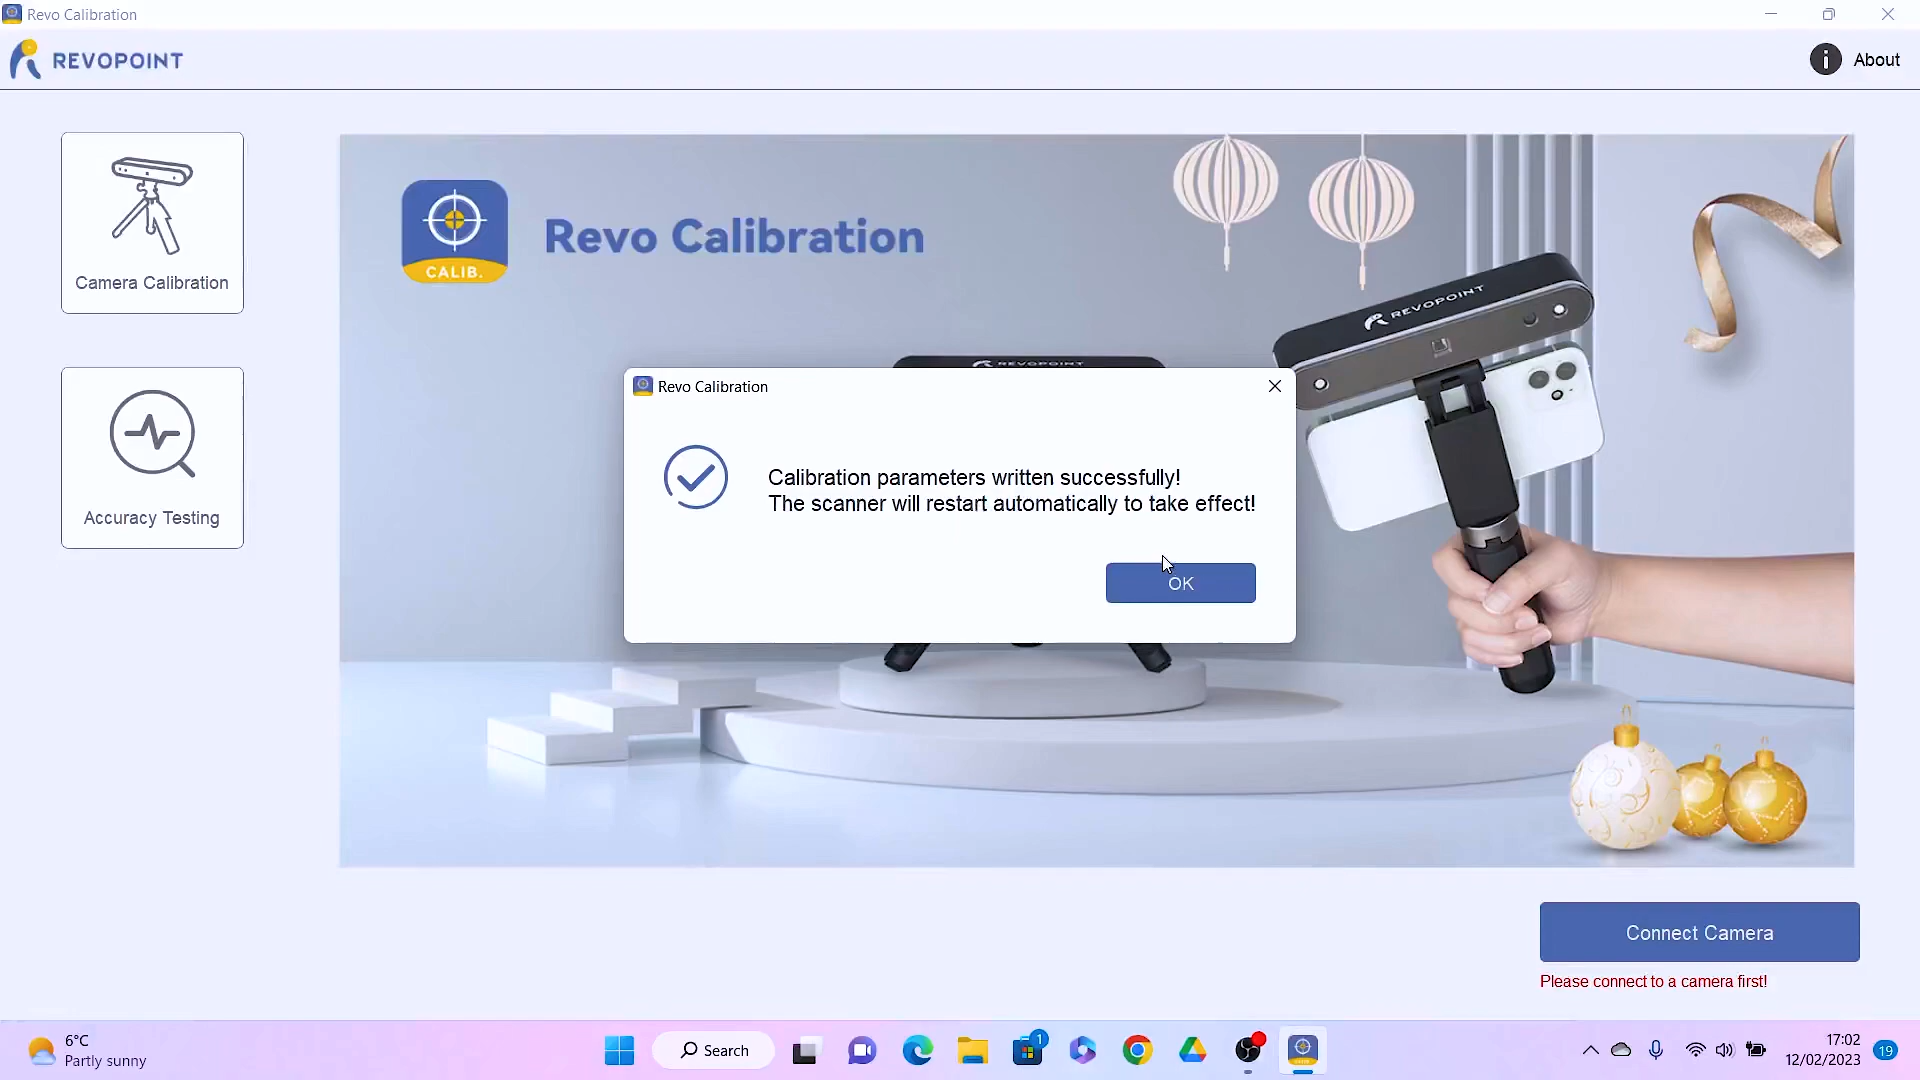 Revo Calibration
REVOPOINT
About
Camera Calibration
Accuracy Testing
CALIB.
Revo Calibration
REVOPOINT
REVOPOINT
Revo Calibration
Calibration parameters written successfully!
The scanner will restart automatically to take effect!
OK
Connect Camera
Please connect to a camera first!
6°C
Partly sunny
Search
1
17:02
12/02/2023
19